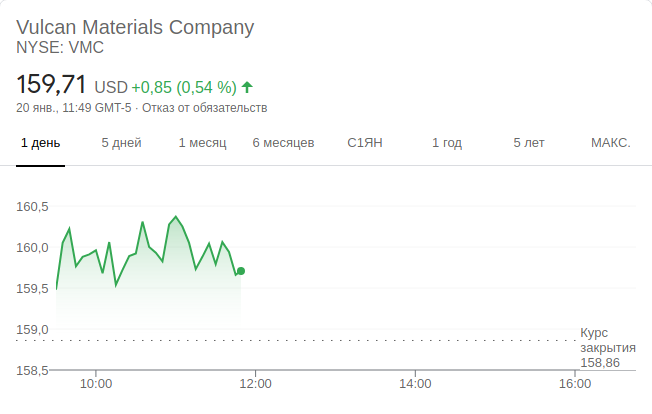 Vulcan Materials Company
NYSE: VMC
159,71 USD +0,85 (0,54 %)
20 янв., 11:49 GMT-5 · Отказ от обязательств
1 день 5 дней 1 месяц 6 месяцев С1ЯН 1 год 5 лет МАКС.
160,5
160,0
159,5
159,0
158,5
Курс
закрытия
158,86
10:00 12:00 14:00 16:00